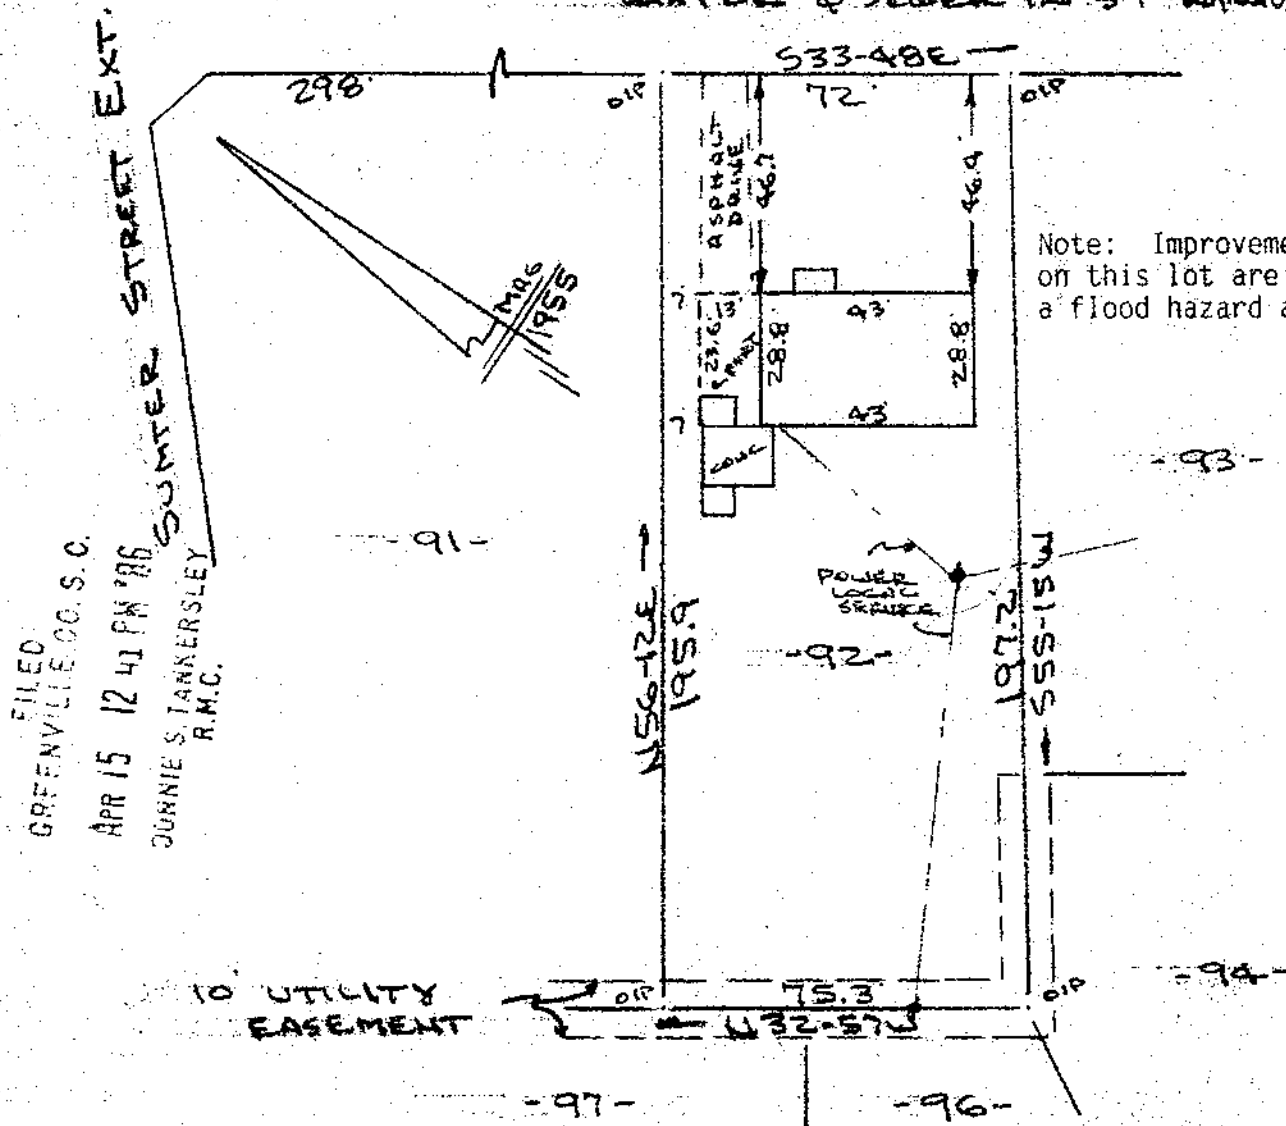 S33-48E
298'
72'
OIP
OIP
SUMTER STREET EXT.
ASPHALT
DRIVE
46.7
46.9
MAG
1955
Note: Improveme
on this lot are
a flood hazard a
7
13'
43'
23.6
28.8
28.8
7
43'
CONC
-93-
-91-
FILED
GREENVILLE CO. S. C.
APR 15 12 41 PM '86
DONNIE S. TANKERSLEY
R.M.C.
POWER
LOCAL
SERVICE
N56-12E
195.9
-92-
197.2
S55-15W
10' UTILITY
EASEMENT
OIP
75.3
OIP
N32-57W
-94-
-97-
-96-